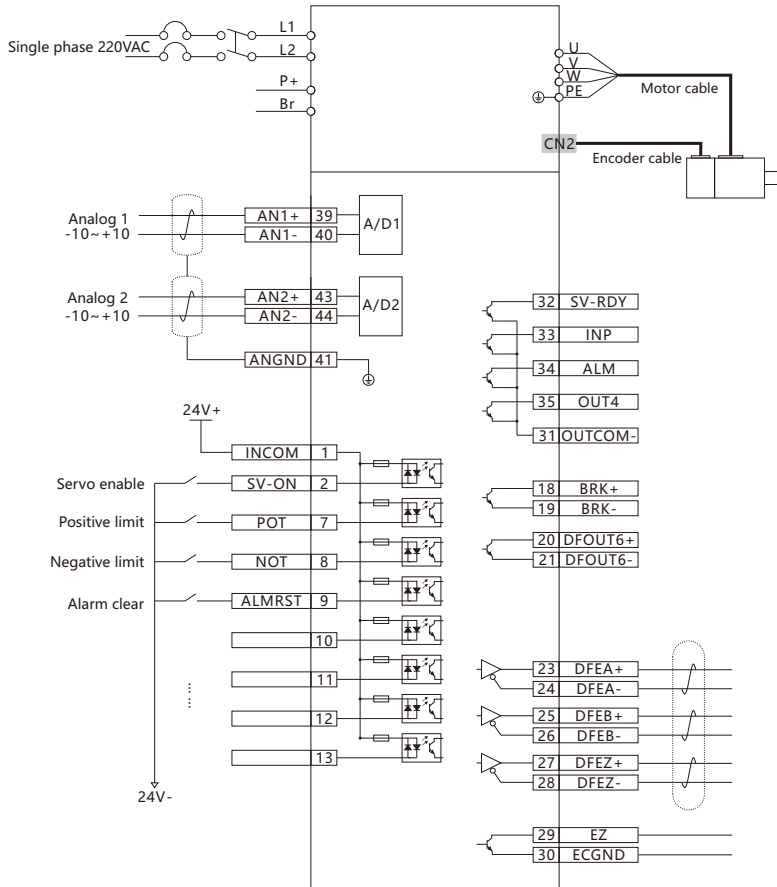 Single phase 220VAC
L1
L2
P+
Br
U
V
W
PE
Motor cable
CN2
Encoder cable
Analog 1
-10~+10
AN1+ 39
AN1- 40
A/D1
Analog 2
-10~+10
AN2+ 43
AN2- 44
A/D2
ANGND 41
24V+
INCOM 1
Servo enable SV-ON 2
Positive limit POT 7
Negative limit NOT 8
Alarm clear ALMRST 9
10
11
12
13
24V-
32 SV-RDY
33 INP
34 ALM
35 OUT4
31 OUTCOM-
18 BRK+
19 BRK-
20 DFOUT6+
21 DFOUT6-
23 DFEA+
24 DFEA-
25 DFEB+
26 DFEB-
27 DFEZ+
28 DFEZ-
29 EZ
30 ECGND